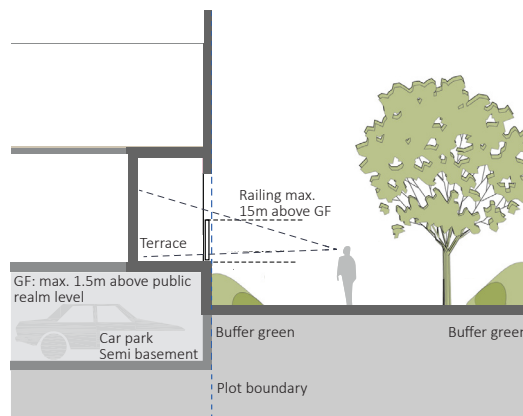 Railing max.
15m above GF
Terrace
GF: max. 1.5m above public
realm level
Car park
Semi basement
Buffer green
Buffer green
Plot boundary